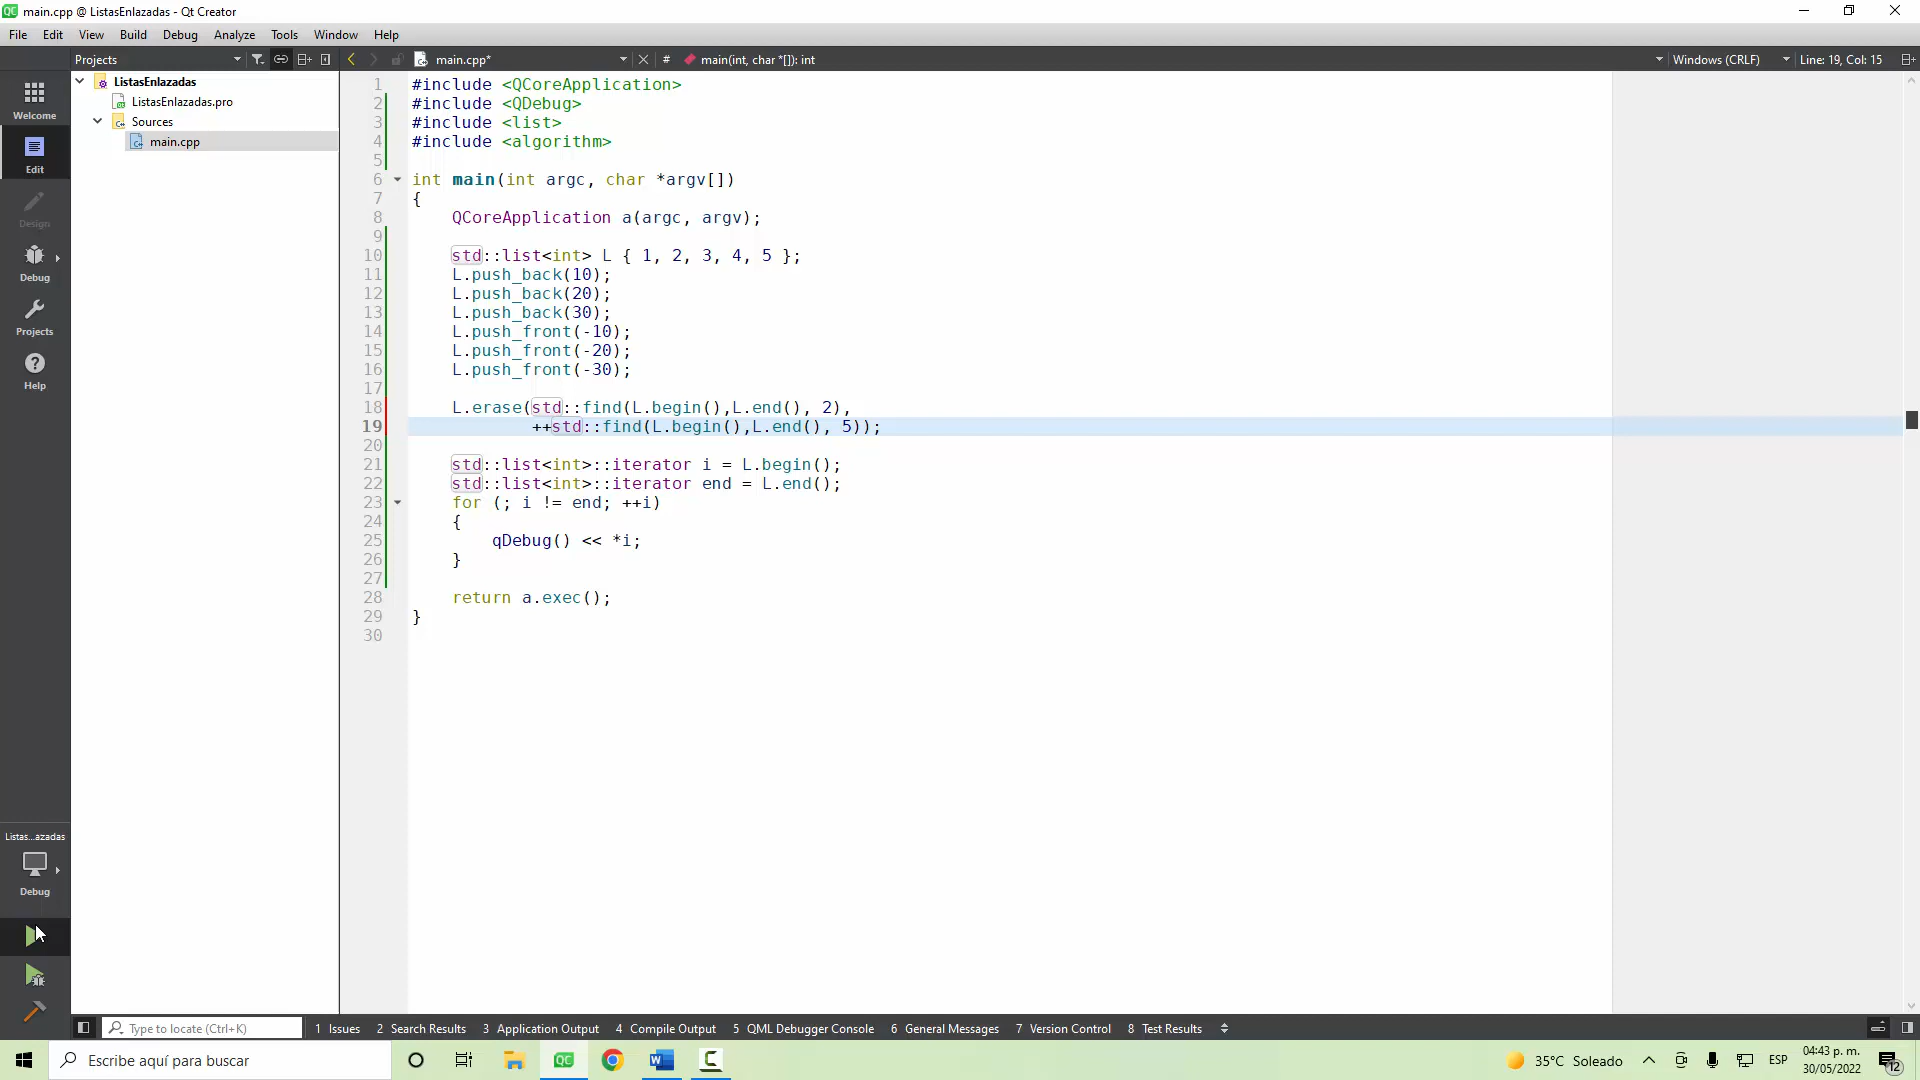 main.cpp @ ListasEnlazadas - Qt Creator
File Edit View Build Debug Analyze Tools Window Help
Projects main.cpp* # main(int, char *[]): int Windows (CRLF) Line: 19, Col: 15
Welcome
Edit
Design
Debug
Projects
Help
ListasEnlazadas
ListasEnlazadas.pro
Sources
main.cpp
1 #include <QCoreApplication>
2 #include <QDebug>
3 #include <list>
4 #include <algorithm>
5
6 int main(int argc, char *argv[])
7 {
8     QCoreApplication a(argc, argv);
9
10     std::list<int> L { 1, 2, 3, 4, 5 };
11     L.push_back(10);
12     L.push_back(20);
13     L.push_back(30);
14     L.push_front(-10);
15     L.push_front(-20);
16     L.push_front(-30);
17
18     L.erase(std::find(L.begin(),L.end(), 2),
19             ++std::find(L.begin(),L.end(), 5));
20
21     std::list<int>::iterator i = L.begin();
22     std::list<int>::iterator end = L.end();
23     for (; i != end; ++i)
24     {
25         qDebug() << *i;
26     }
27
28     return a.exec();
29 }
30
Listas...azadas
Debug
Type to locate (Ctrl+K) 1 Issues 2 Search Results 3 Application Output 4 Compile Output 5 QML Debugger Console 6 General Messages 7 Version Control 8 Test Results
Escribe aquí para buscar
35°C Soleado
ESP
04:43 p. m.
30/05/2022
12